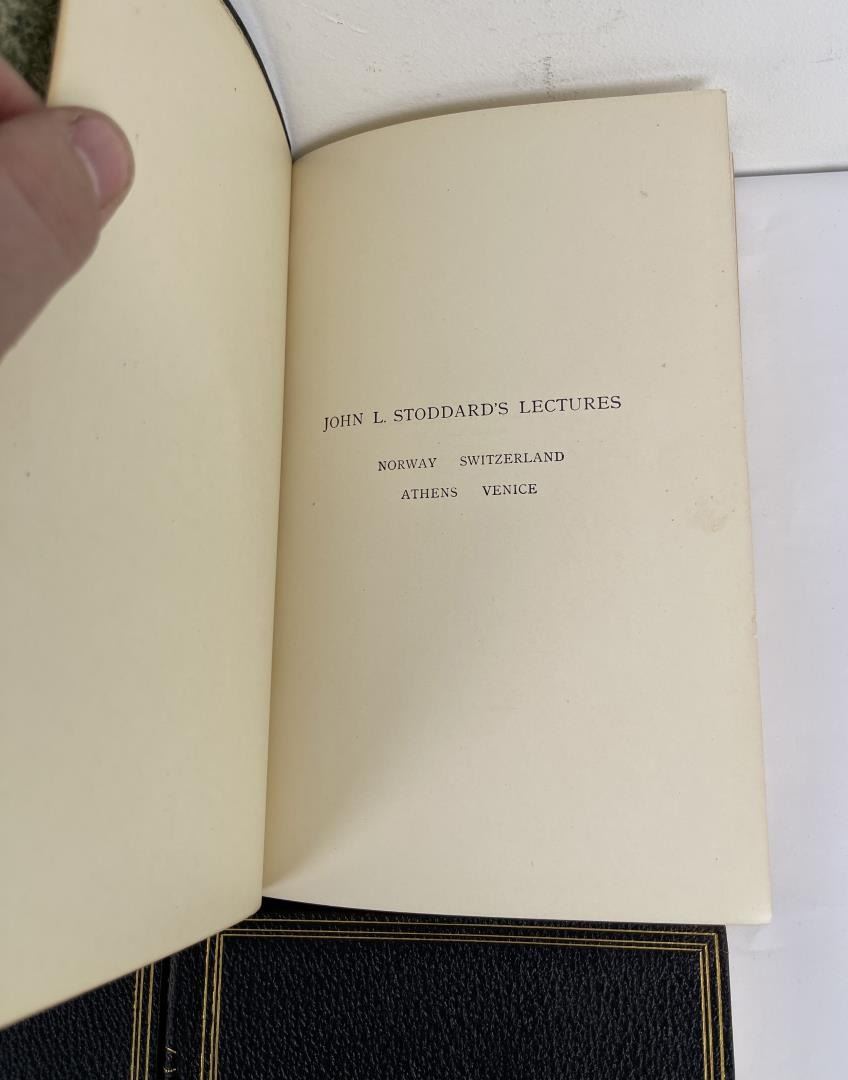 JOHN L. STODDARD'S LECTURES
NORWAY SWITZERLAND
ATHENS VENICE